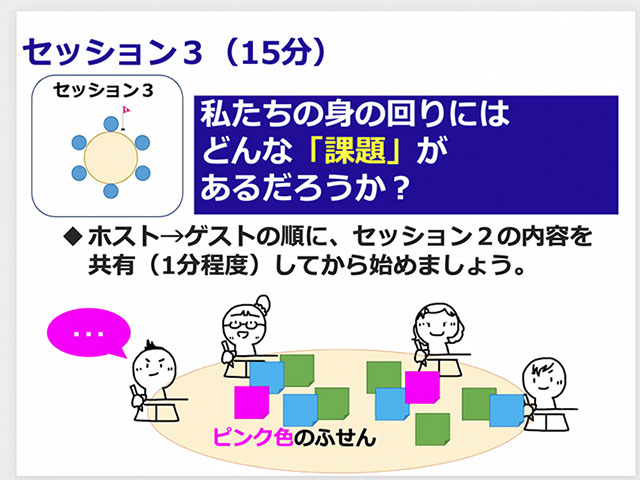 セッション３（15分）
セッション３
私たちの身の回りには
どんな「課題」が
あるだろうか？
◆ホスト→ゲストの順に、セッション２の内容を
共有（1分程度）してから始めましょう。
・・・
ピンク色のふせん